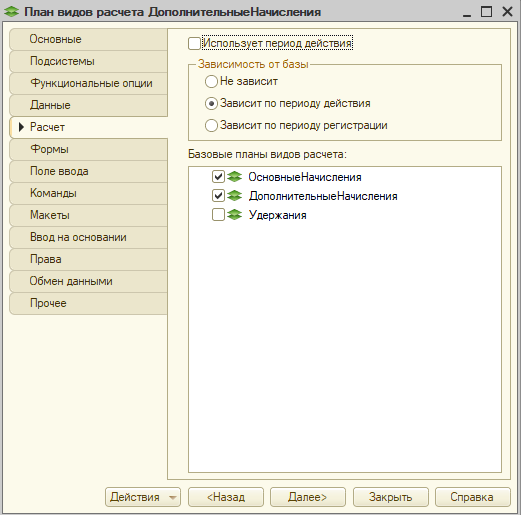 План видов расчета ДополнительныеНачисления
Основные
Подсистемы
Функциональные опции
Данные
Расчет
Формы
Поле ввода
Команды
Макеты
Ввод на основании
Права
Обмен данными
Прочее
Использует период действия
Зависимость от базы
Не зависит
Зависит по периоду действия
Зависит по периоду регистрации
Базовые планы видов расчета:
ОсновныеНачисления
ДополнительныеНачисления
Удержания
Действия
<Назад
Далее>
Закрыть
Справка